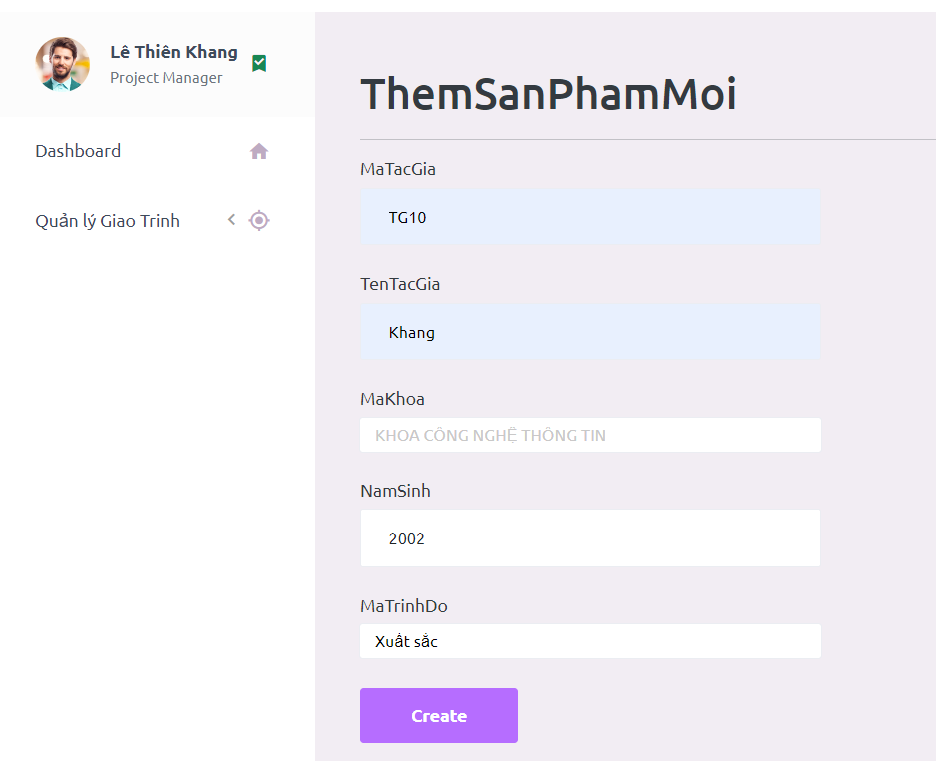 Lê Thiên Khang
Project Manager
Dashboard
Quản lý Giao Trinh
ThemSanPhamMoi
MaTacGia
TG10
TenTacGia
Khang
MaKhoa
KHOA CÔNG NGHỆ THÔNG TIN
NamSinh
2002
MaTrinhDo
Xuất sắc
Create